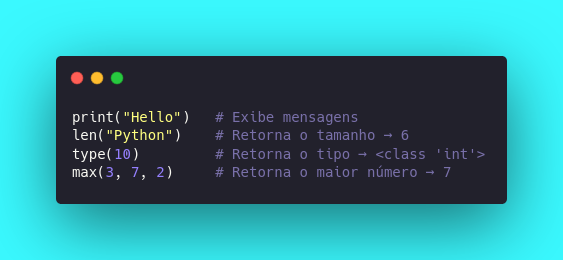 print("Hello")   # Exibe mensagens
len("Python")    # Retorna o tamanho → 6
type(10)         # Retorna o tipo → <class 'int'>
max(3, 7, 2)     # Retorna o maior número → 7